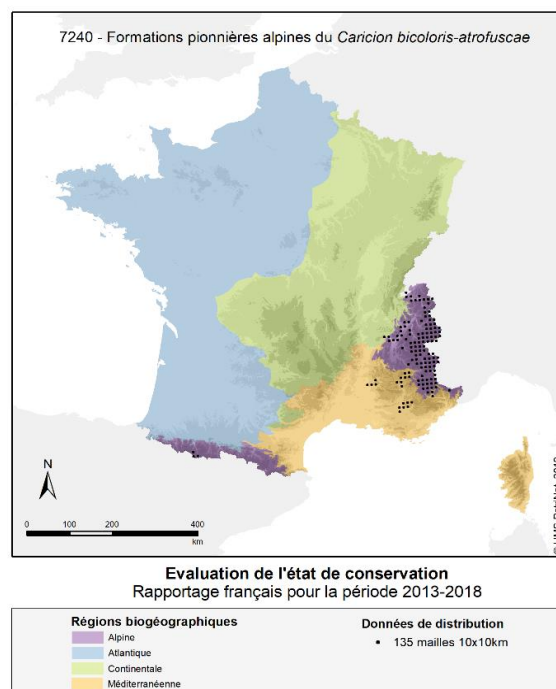 7240 - Formations pionnières alpines du Caricion bicoloris-atrofuscae
N
0 100 200 400
km
Evaluation de l'état de conservation
Rapportage français pour la période 2013-2018
Régions biogéographiques
Alpine
Atlantique
Continentale
Méditerranéenne
Données de distribution
135 mailles 10x10km